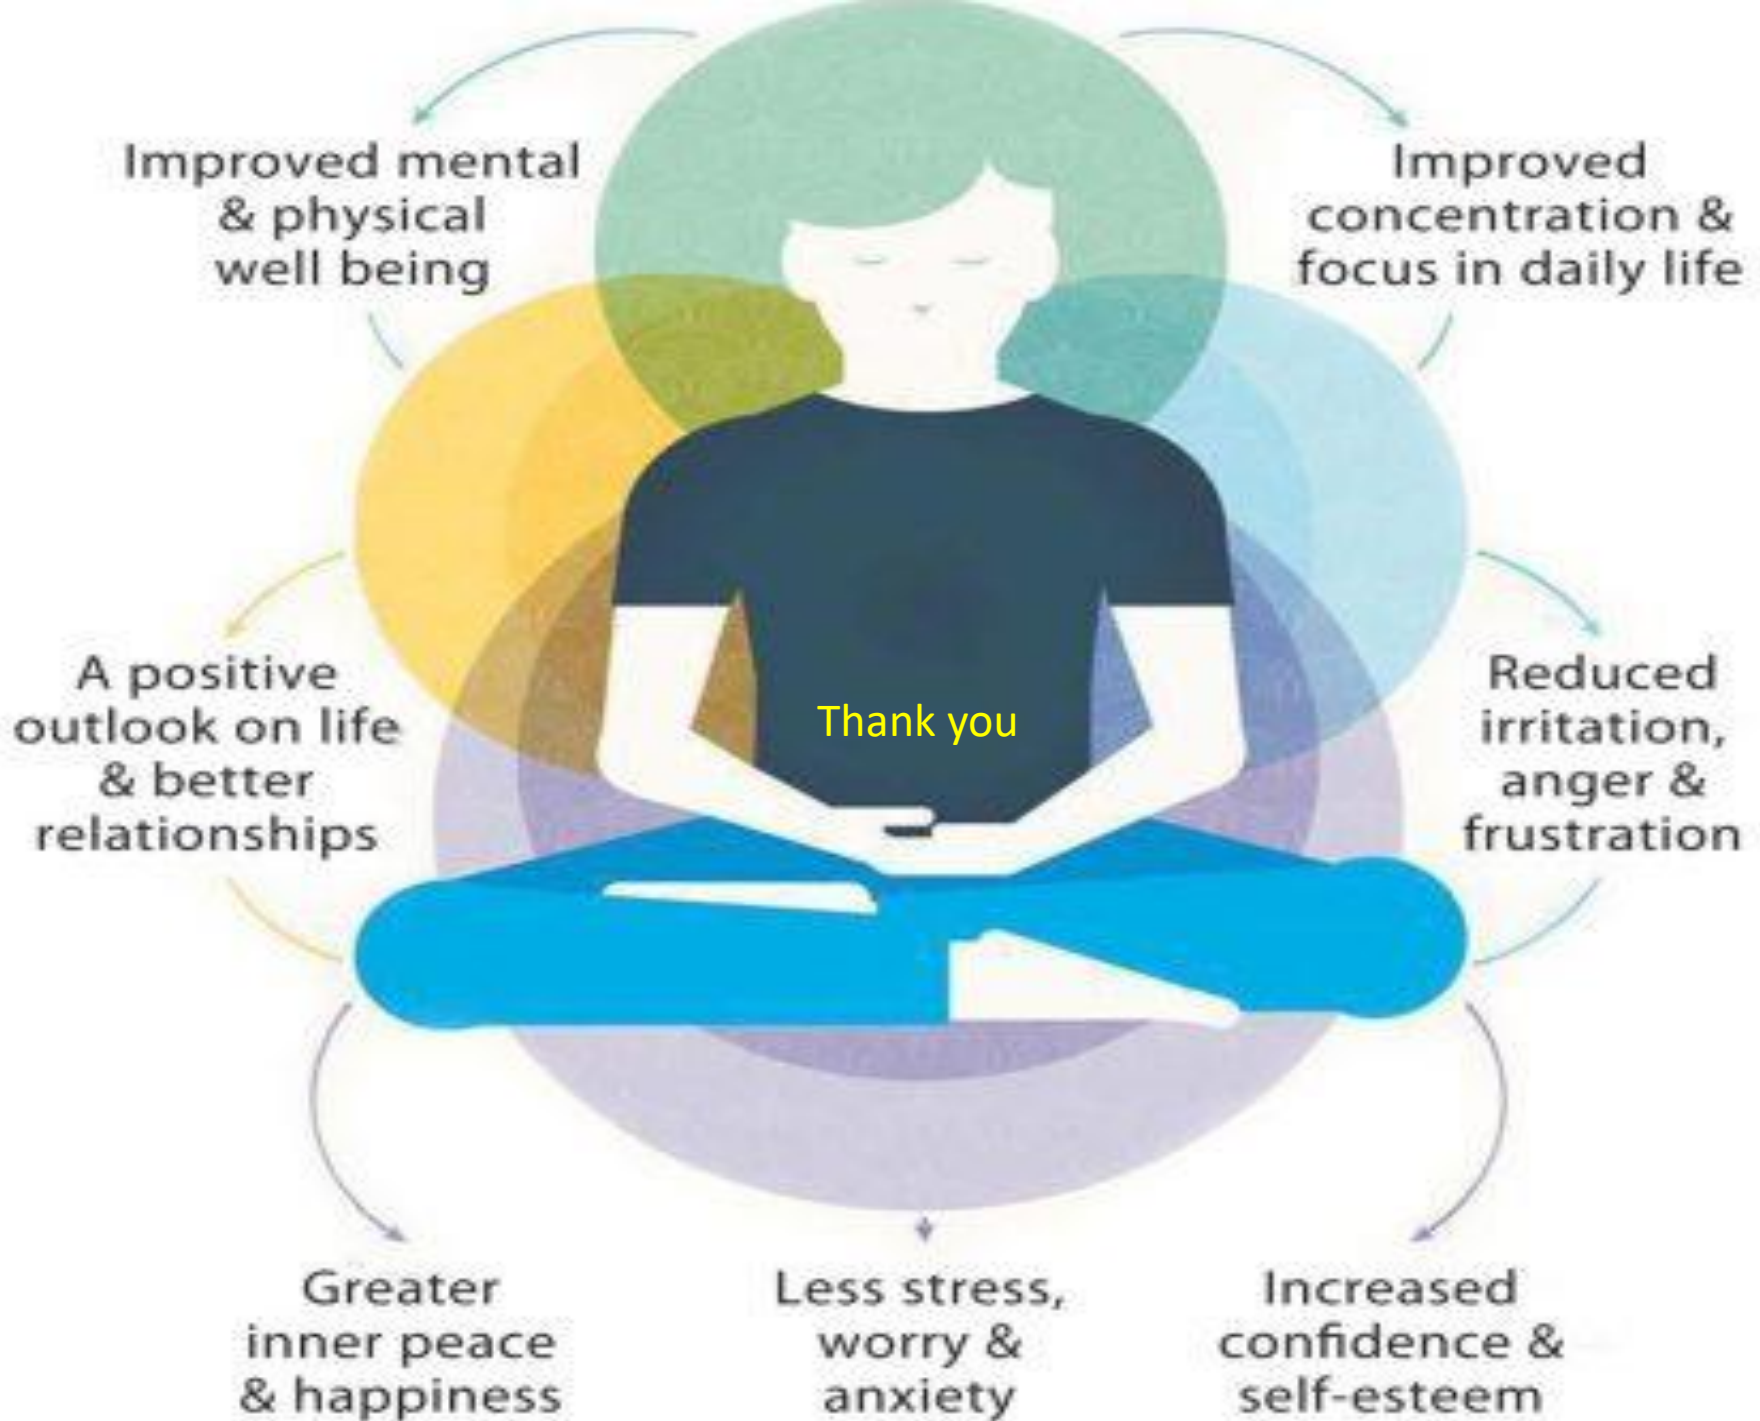 Improved mental
& physical
well being
Improved
concentration &
focus in daily life
A positive
outlook on life
& better
relationships
Thank you
Reduced
irritation,
anger &
frustration
Greater
inner peace
& happiness
Less stress,
worry &
anxiety
Increased
confidence &
self-esteem